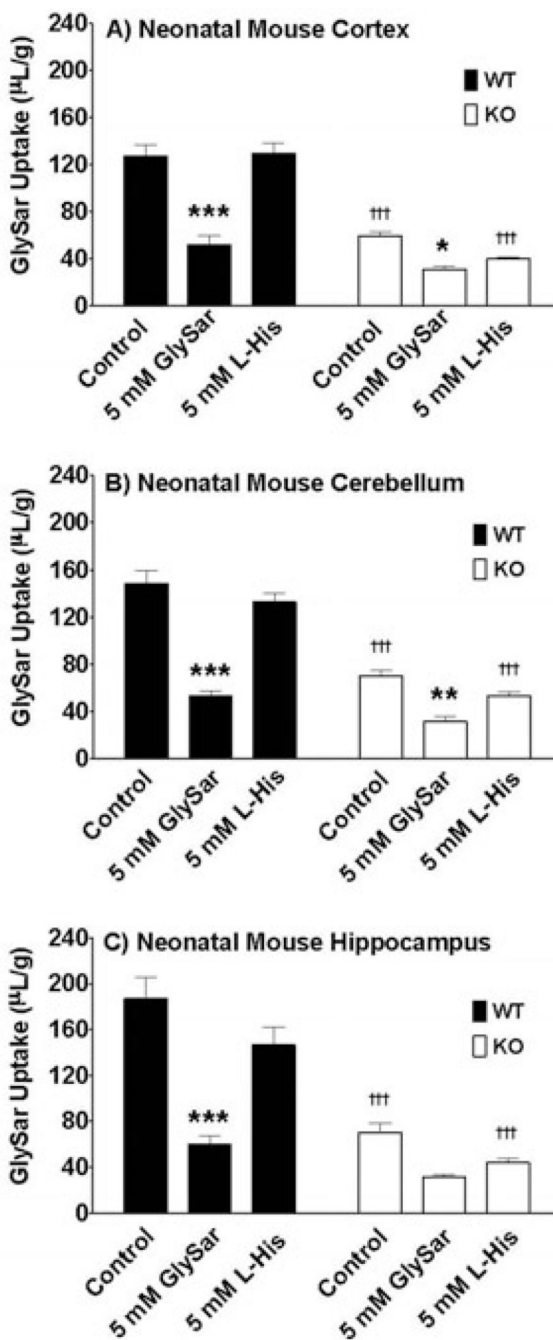 A) Neonatal Mouse Cortex
GlySar Uptake (µL/g)
240
200
160
120
80
40
0
WT
KO
***
†††
*
†††
Control
5 mM GlySar
5 mM L-His
Control
5 mM GlySar
5 mM L-His
B) Neonatal Mouse Cerebellum
GlySar Uptake (µL/g)
240
200
160
120
80
40
0
WT
KO
***
†††
**
†††
Control
5 mM GlySar
5 mM L-His
Control
5 mM GlySar
5 mM L-His
C) Neonatal Mouse Hippocampus
GlySar Uptake (µL/g)
240
200
160
120
80
40
0
WT
KO
***
†††
†††
Control
5 mM GlySar
5 mM L-His
Control
5 mM GlySar
5 mM L-His